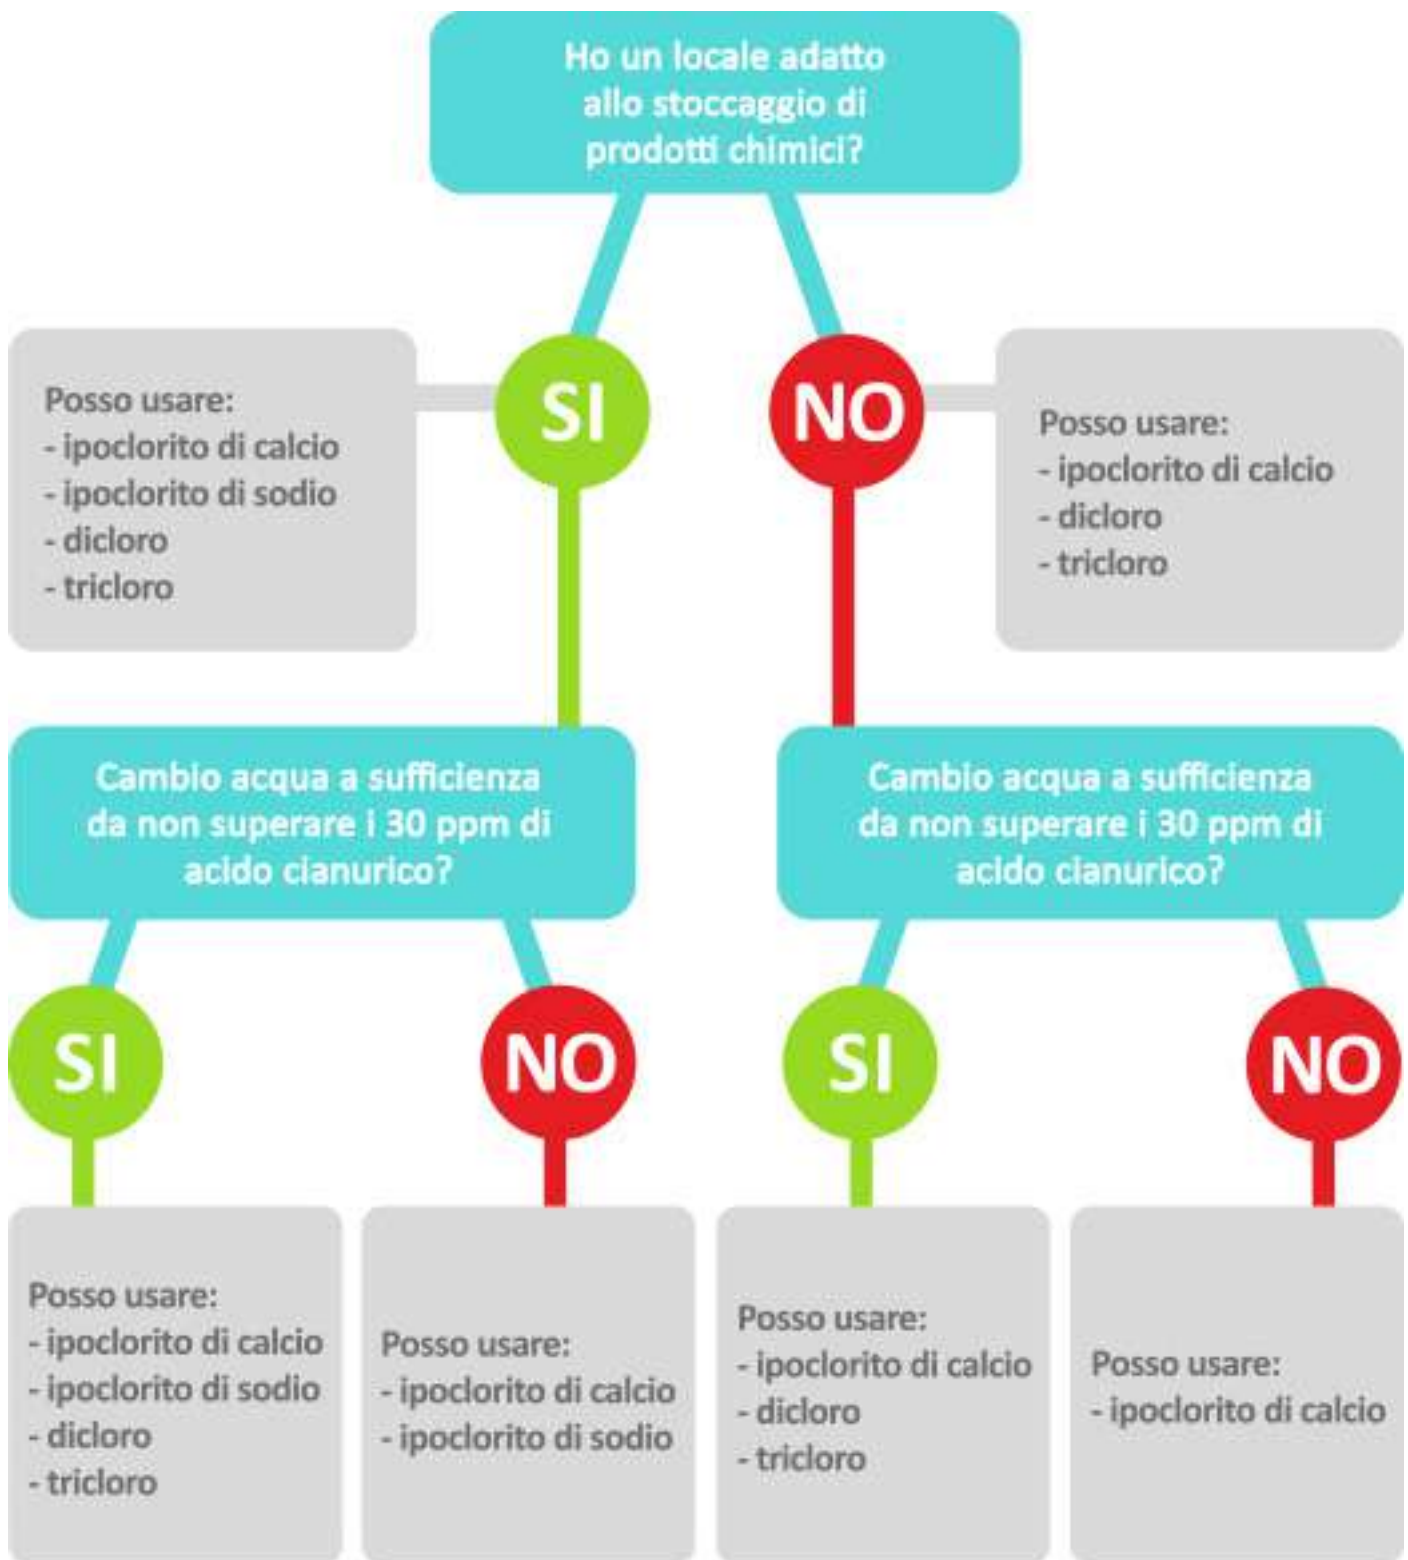 Ho un locale adatto
allo stoccaggio di
prodotti chimici?
SI
NO
Posso usare:
- ipoclorito di calcio
- ipoclorito di sodio
- dicloro
- tricloro
Posso usare:
- ipoclorito di calcio
- dicloro
- tricloro
Cambio acqua a sufficienza
da non superare i 30 ppm di
acido cianurico?
Cambio acqua a sufficienza
da non superare i 30 ppm di
acido cianurico?
SI
NO
SI
NO
Posso usare:
- ipoclorito di calcio
- ipoclorito di sodio
- dicloro
- tricloro
Posso usare:
- ipoclorito di calcio
- ipoclorito di sodio
Posso usare:
- ipoclorito di calcio
- dicloro
- tricloro
Posso usare:
- ipoclorito di calcio